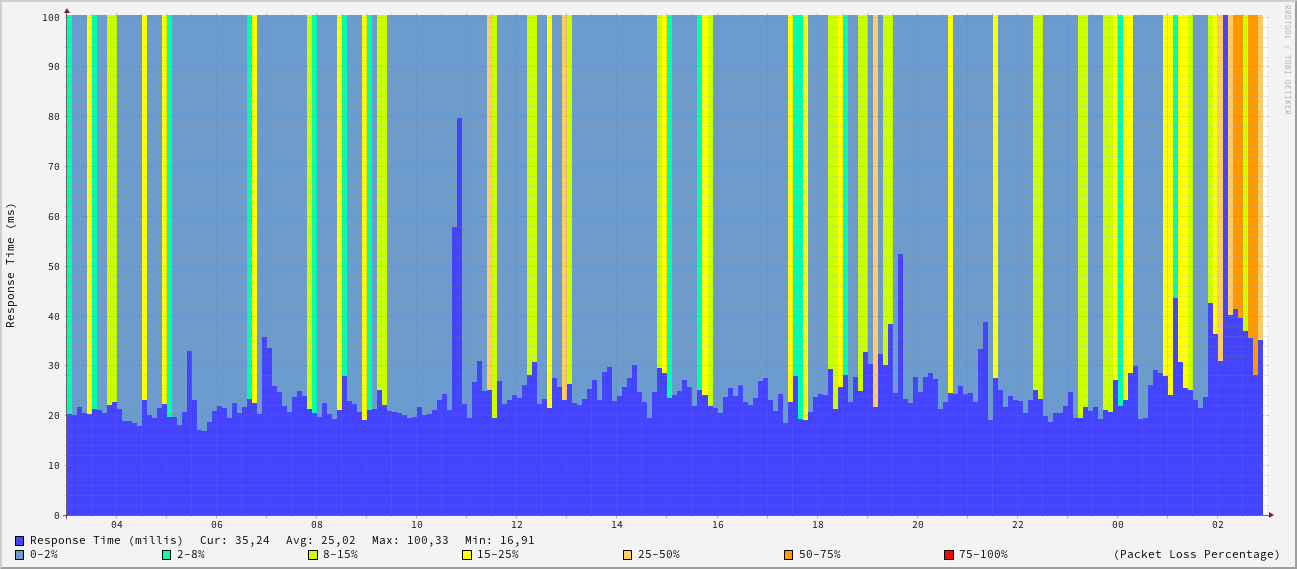 RRDTOOL / TOBI OETIKER
Response Time (ms)
100
90
80
70
60
50
40
30
20
10
0
04 06 08 10 12 14 16 18 20 22 00 02
Response Time (millis) Cur: 35,24 Avg: 25,02 Max: 100,33 Min: 16,91
0-2% 2-8% 8-15% 15-25% 25-50% 50-75% 75-100% (Packet Loss Percentage)